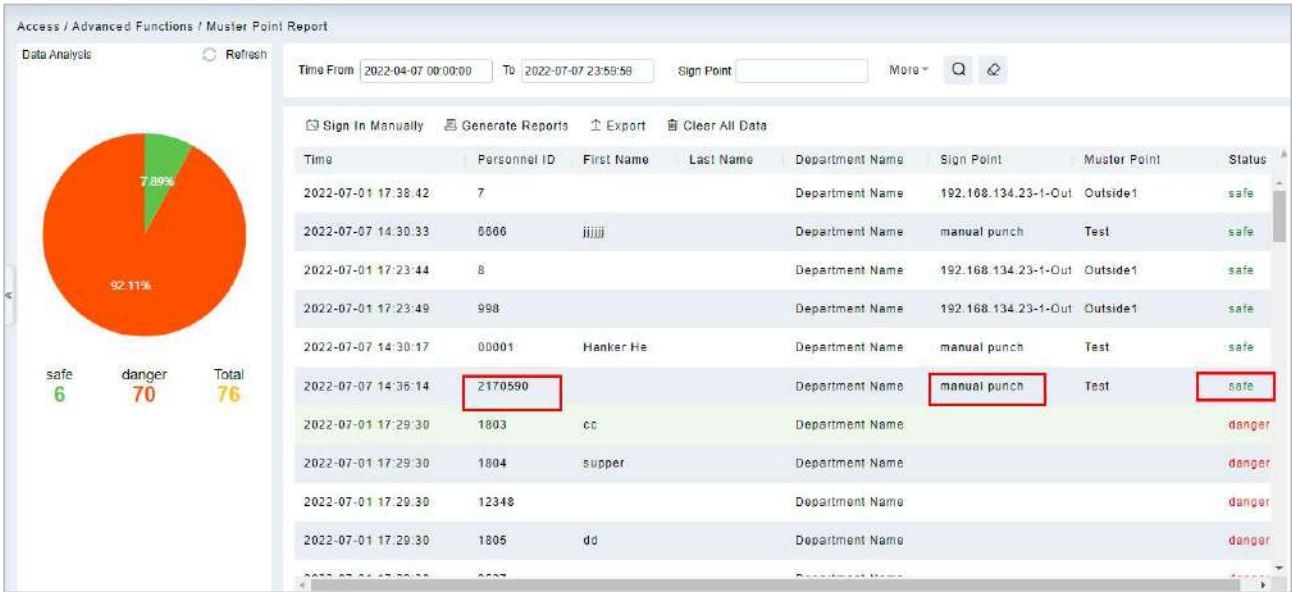 Access / Advanced Functions / Muster Point Report
Data Analysis Refresh
Time From 2022-04-07 00:00:00 To 2022-07-07 23:59:59 Sign Point More
7.89%
92.11%
safe danger Total
6 70 76
Sign In Manually Generate Reports Export Clear All Data
Time Personnel ID First Name Last Name Department Name Sign Point Muster Point Status
2022-07-01 17:38:42 7 Department Name 192.168.134.23-1-Out Outside1 safe
2022-07-07 14:30:33 6666 jjjjjj Department Name manual punch Test safe
2022-07-01 17:23:44 8 Department Name 192.168.134.23-1-Out Outside1 safe
2022-07-01 17:23:49 998 Department Name 192.168.134.23-1-Out Outside1 safe
2022-07-07 14:30:17 00001 Hanker He Department Name manual punch Test safe
2022-07-07 14:36:14 2170590 Department Name manual punch Test safe
2022-07-01 17:29:30 1803 cc Department Name danger
2022-07-01 17:29:30 1804 supper Department Name danger
2022-07-01 17:29:30 12348 Department Name danger
2022-07-01 17:29:30 1805 dd Department Name danger